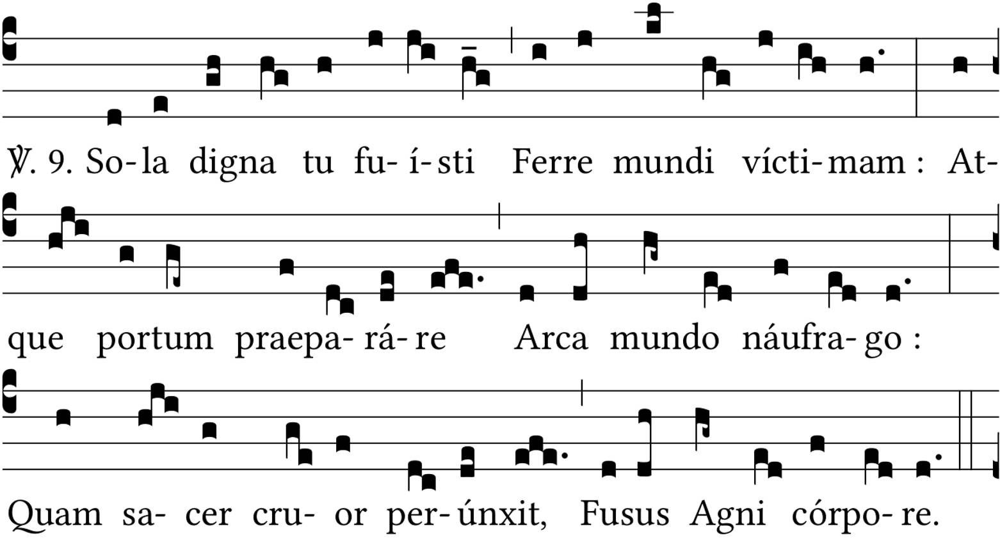 ℣. 9. So-la digna tu fu-í-sti Ferre mundi vícti-mam : At-
que portum praepa-rá-re Arca mundo náufra-go :
Quam sa-cer cru-or per-únxit, Fusus Agni córpo-re.